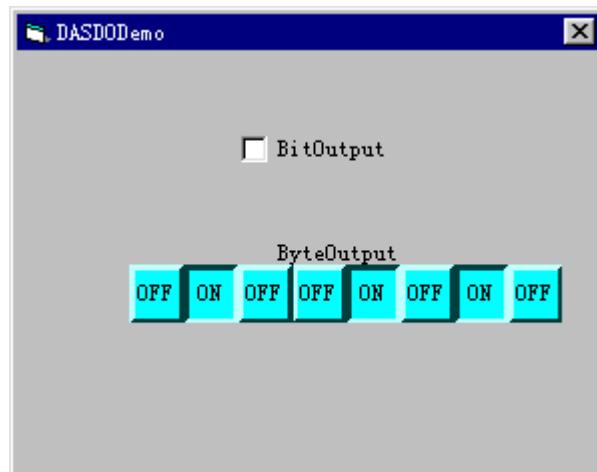 DASDODemo
BitOutput
ByteOutput
OFF ON OFF OFF ON OFF ON OFF